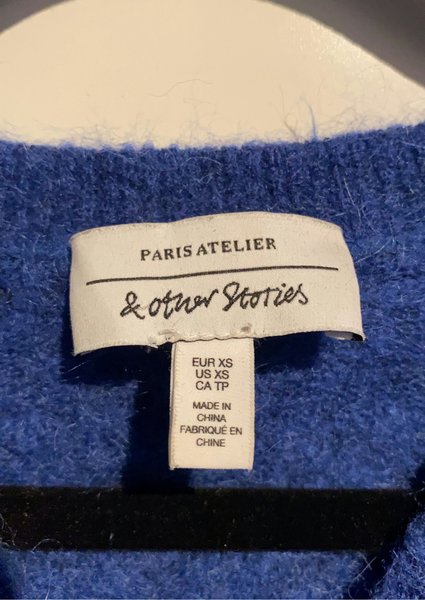 PARIS ATELIER
& other Stories
EUR XS
US XS
CA TP
MADE IN
CHINA
FABRIQUÉ EN
CHINE